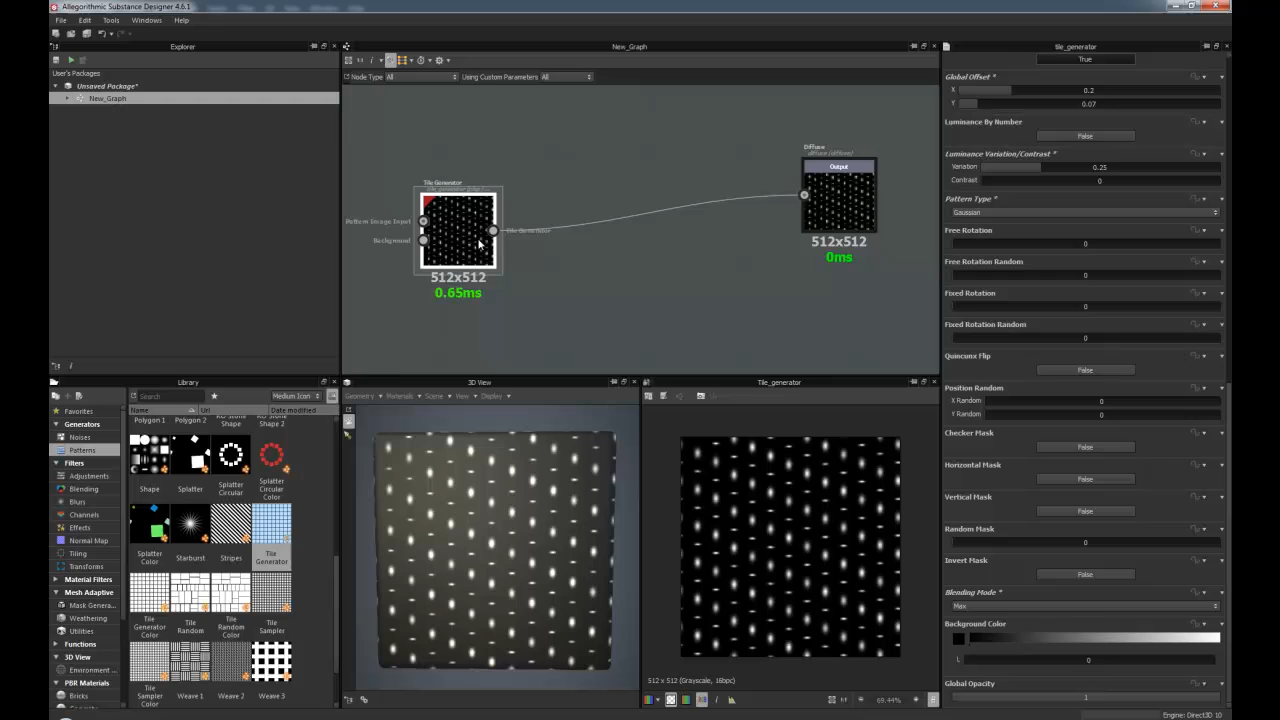 Allegorithmic Substance Designer 4.6.1
File Edit Tools Windows Help
Explorer
User's Packages
Unsaved Package*
New_Graph
New_Graph
Node Type All Using Custom Parameters All
Tile Generator
Pattern Image Input
Background
Tile Generator
512x512
0.65ms
Diffuse
Output
512x512
0ms
tile_generator
True
Global Offset *
X 0.2
Y 0.07
Luminance By Number
False
Luminance Variation/Contrast *
Variation 0.25
Contrast 0
Pattern Type *
Gaussian
Free Rotation
0
Free Rotation Random
0
Fixed Rotation
0
Fixed Rotation Random
0
Quincunx Flip
False
Position Random
X Random 0
Y Random 0
Checker Mask
False
Horizontal Mask
False
Vertical Mask
False
Random Mask
0
Invert Mask
False
Blending Mode *
Max
Background Color
L 0
Global Opacity
1
Library
Search
Medium Icon
Name Url Date modified
Favorites
Generators
Noises
Patterns
Filters
Adjustments
Blending
Blurs
Channels
Effects
Normal Map
Tiling
Transforms
Material Filters
Mesh Adaptive
Mask Genera...
Weathering
Utilities
Functions
3D View
Environment ...
PBR Materials
Bricks
Polygon 1
Polygon 2
Shape
Shape 2
Shape
Splatter
Splatter Circular
Splatter Circular Color
Splatter Color
Starburst
Stripes
Tile Generator
Tile Generator Color
Tile Random
Tile Random Color
Tile Sampler
Tile Sampler Color
Weave 1
Weave 2
Weave 3
3D View
Geometry Materials Scene View Display
Tile_generator
512 x 512 (Grayscale, 16bpc)
69.44%
Engine: Direct3D 10